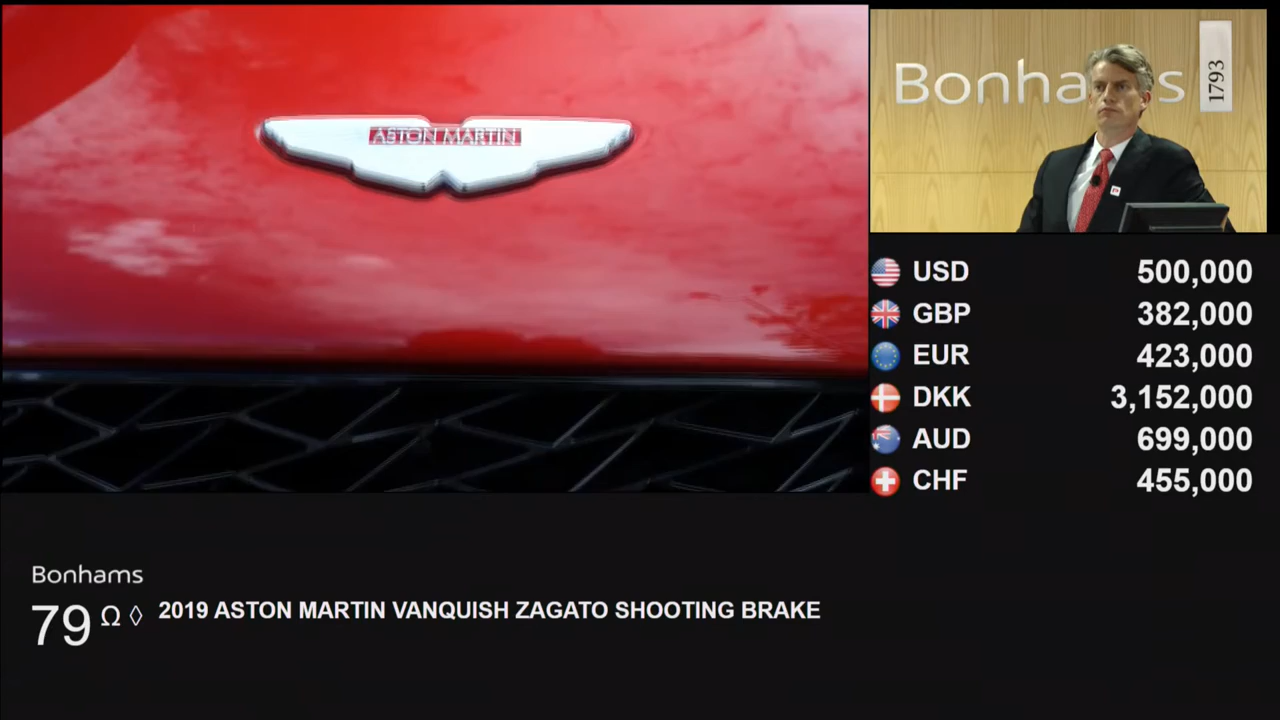 ASTON MARTIN
Bonha s
1793
USD 500,000
GBP 382,000
EUR 423,000
DKK 3,152,000
AUD 699,000
CHF 455,000
Bonhams
79 Ω ◊ 2019 ASTON MARTIN VANQUISH ZAGATO SHOOTING BRAKE